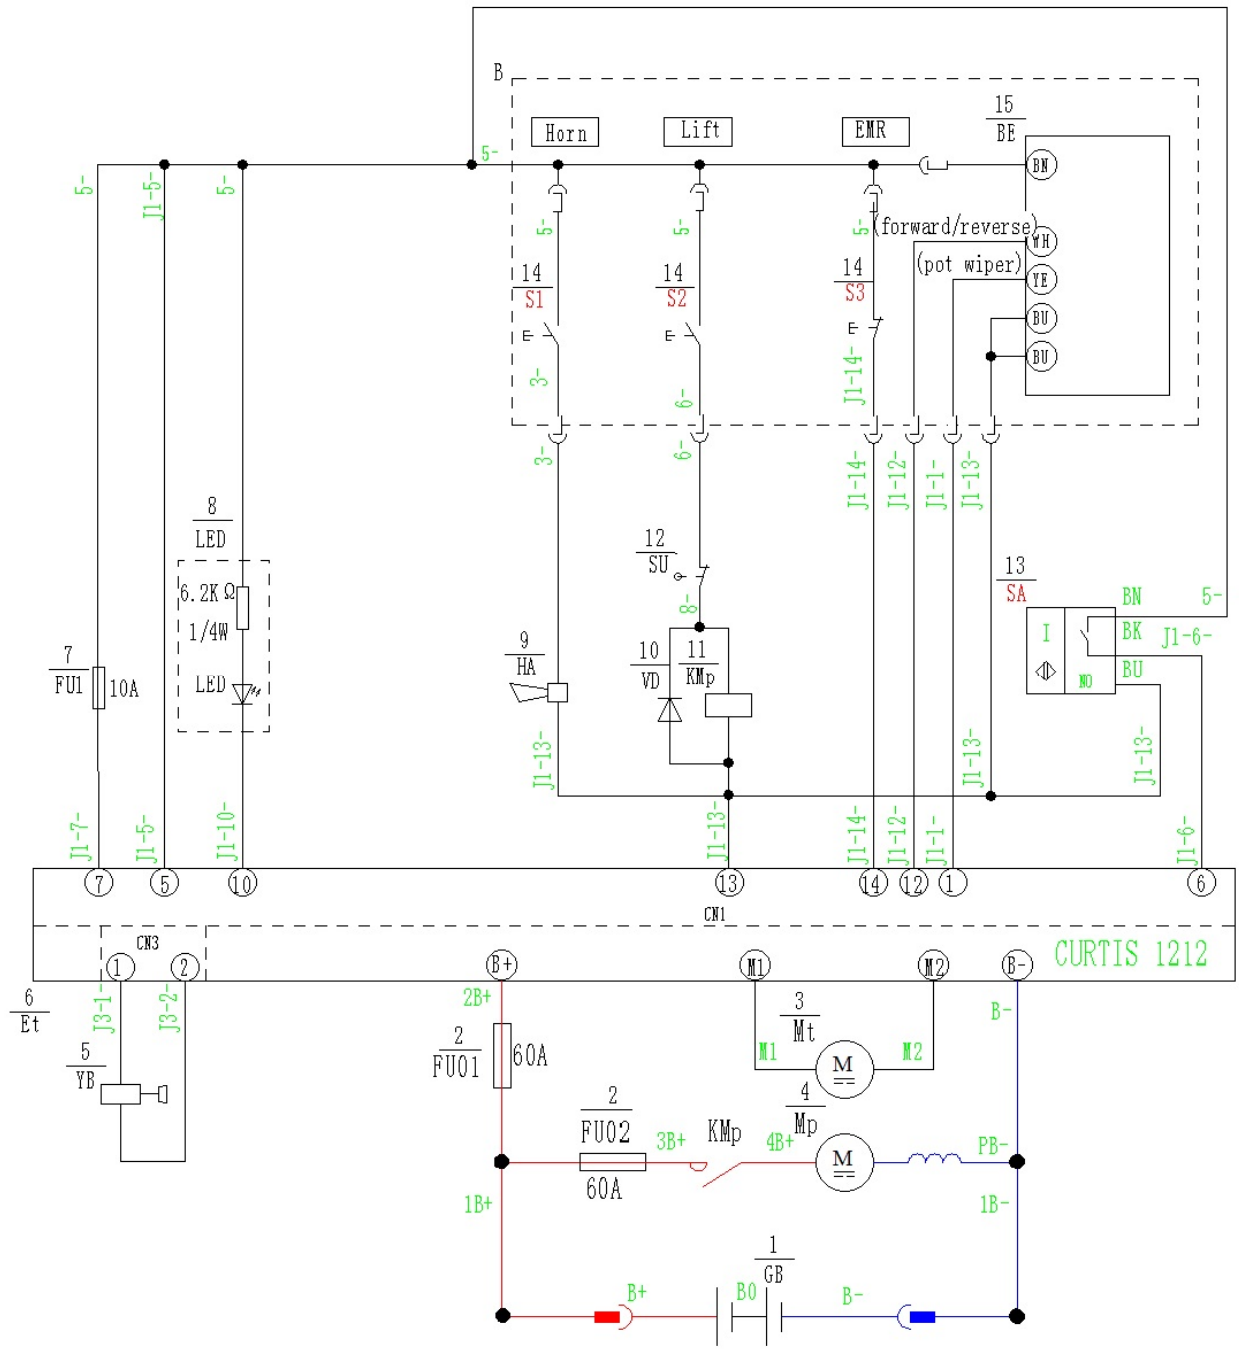 B
15
BE
Horn
Lift
EMR
5-
BN
5-
J1-5-
5-
5-
5-
5-
(forward/reverse)
WH
(pot wiper)
YE
14
S1
14
S2
14
S3
BU
BU
3-
6-
J1-14-
3-
6-
J1-14-
J1-12-
J1-1-
J1-13-
8
LED
12
SU
13
SA
6.2KΩ
1/4W
LED
8-
BN
5-
I
BK
J1-6-
BU
NO
7
FU1
10A
9
HA
10
VD
11
KMp
J1-13-
J1-13-
J1-13-
J1-7-
J1-5-
J1-10-
J1-13-
J1-14-
J1-12-
J1-1-
J1-6-
7
5
10
13
14
12
1
6
CN1
CN3
1
2
B+
M1
M2
B-
CURTIS 1212
6
Et
J3-1-
J3-2-
2B+
B-
5
YB
2
FU01
60A
3
Mt
M1
M
M2
2
FU02
60A
3B+
KMp
4B+
4
Mp
M
PB-
1B+
1B-
1
GB
B+
B0
B-